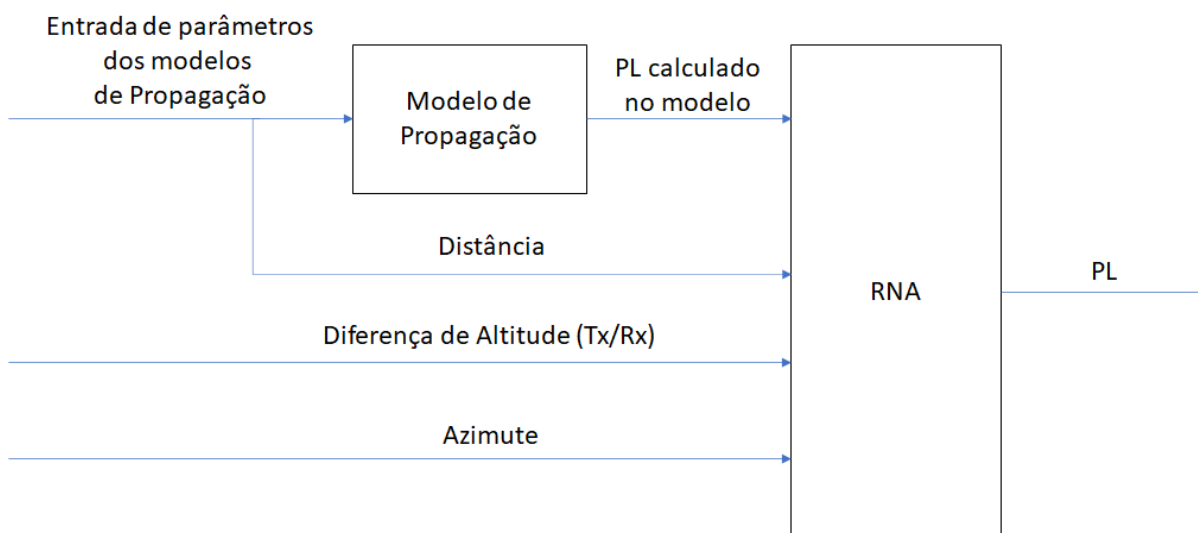 Entrada de parâmetros
dos modelos
de Propagação
Modelo de
Propagação
PL calculado
no modelo
Distância
Diferença de Altitude (Tx/Rx)
Azimute
RNA
PL